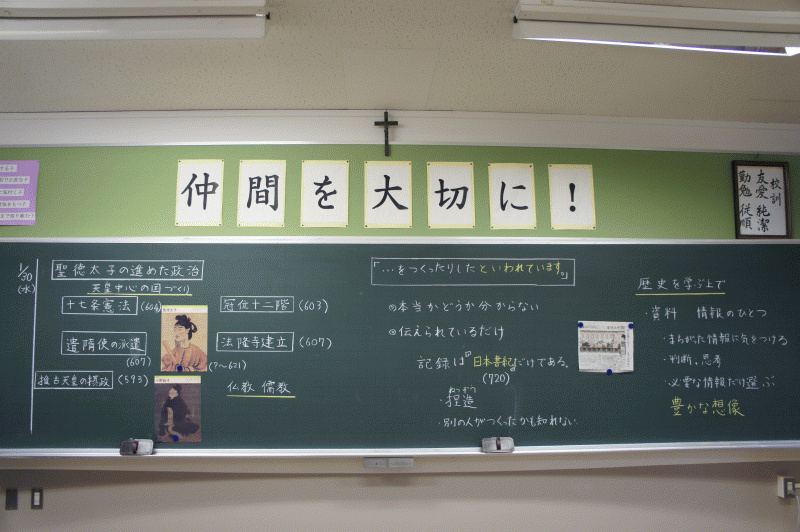 仲間を大切に!
校訓
友愛 純潔
勤勉 従順
1/30
(水)
聖徳太子の進めた政治
天皇中心の国づくり
十七条憲法 (604)
冠位十二階 (603)
遣隋使の派遣
(607)
法隆寺建立 (607)
(?〜621)
推古天皇の摂政 (593)
仏教 儒教
「…をつくったりしたといわれています。」
本当かどうか分からない
伝えられているだけ
記録は『日本書紀』だけである。
(720)
ねつぞう
・捏造
・別の人がつくったかも知れない
歴史を学ぶ上で
・資料 情報のひとつ
・まちがった情報に気をつける
・判断、思考
・必要な情報だけ選ぶ
豊かな想像